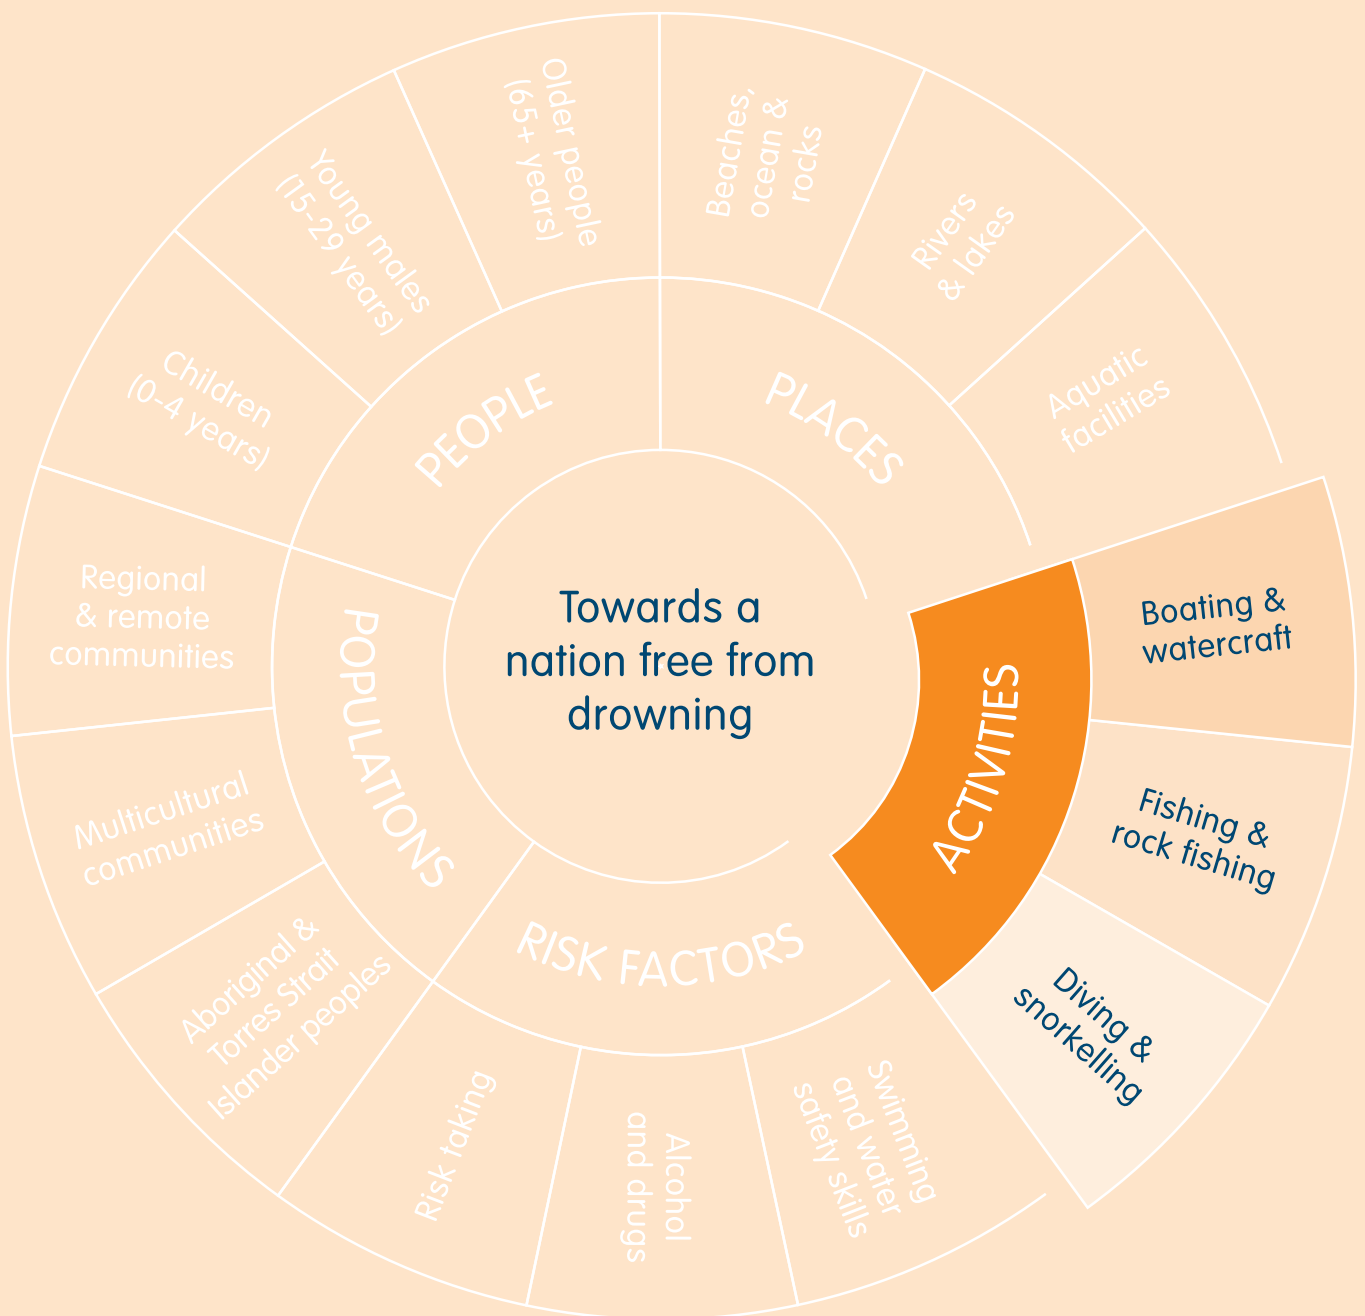 Towards a
nation free from
drowning
PEOPLE
Children
(0-4 years)
Young males
(15-29 years)
Older people
(65+ years)
PLACES
Beaches,
ocean &
rocks
Rivers
& lakes
Aquatic
facilities
ACTIVITIES
Boating &
watercraft
Fishing &
rock fishing
Diving &
snorkelling
RISK FACTORS
Swimming
and water
safety skills
Alcohol
and drugs
Risk taking
POPULATIONS
Aboriginal &
Torres Strait
Islander peoples
Multicultural
communities
Regional
& remote
communities